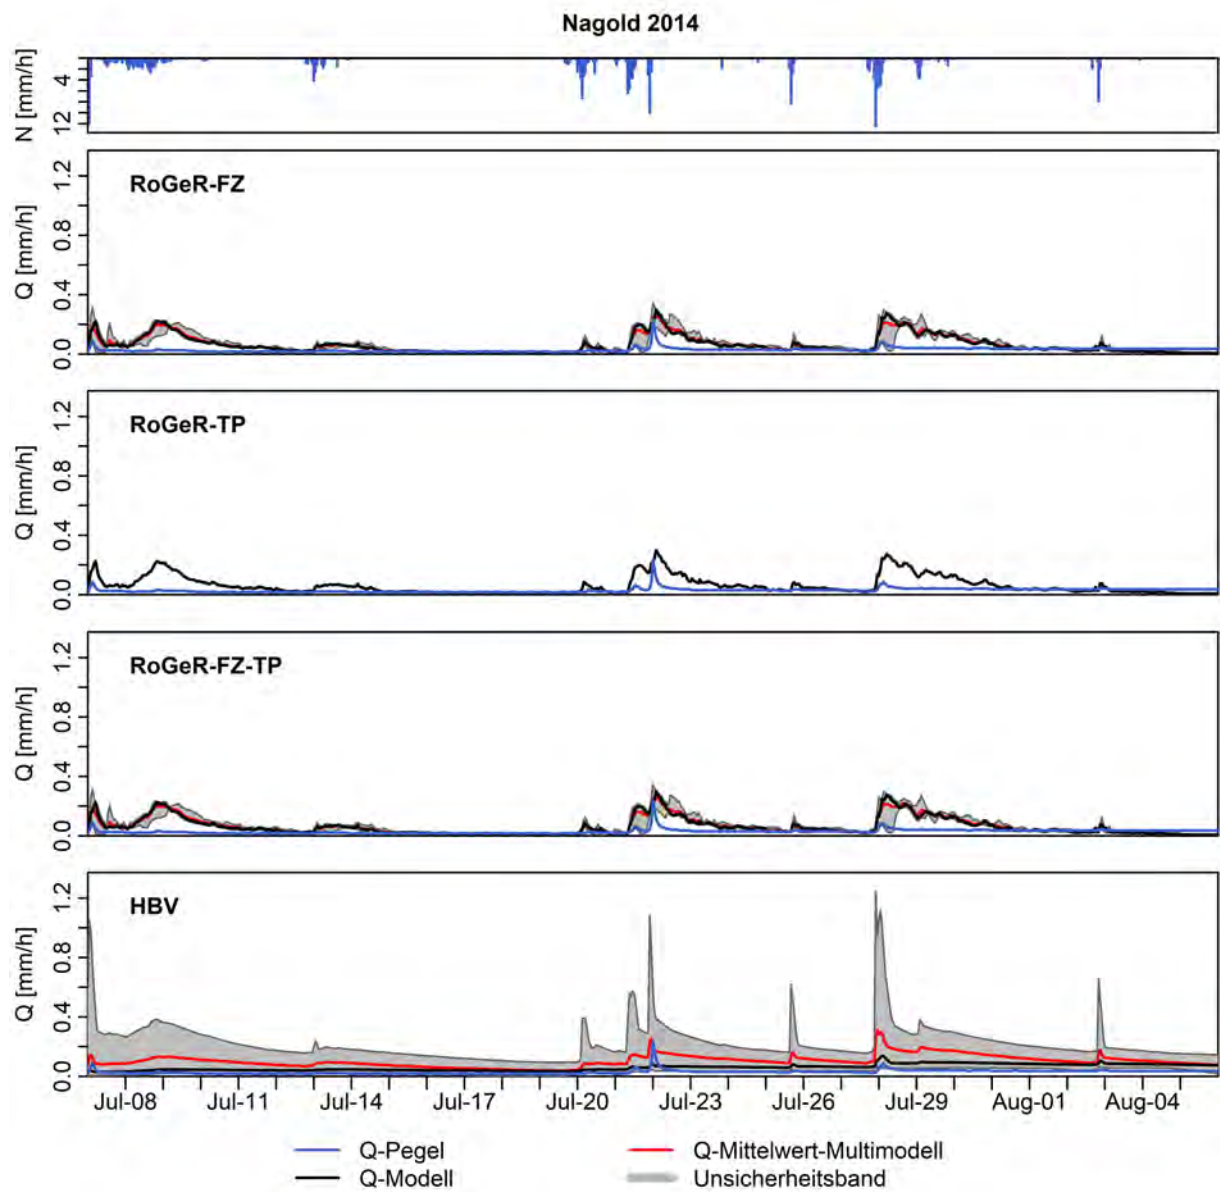 Nagold 2014
N [mm/h]
4
12
RoGeR-FZ
Q [mm/h]
0.0 0.4 0.8 1.2
RoGeR-TP
Q [mm/h]
0.0 0.4 0.8 1.2
RoGeR-FZ-TP
Q [mm/h]
0.0 0.4 0.8 1.2
HBV
Q [mm/h]
0.0 0.4 0.8 1.2
Jul-08 Jul-11 Jul-14 Jul-17 Jul-20 Jul-23 Jul-26 Jul-29 Aug-01 Aug-04
Q-Pegel Q-Mittelwert-Multimodell
Q-Modell Unsicherheitsband